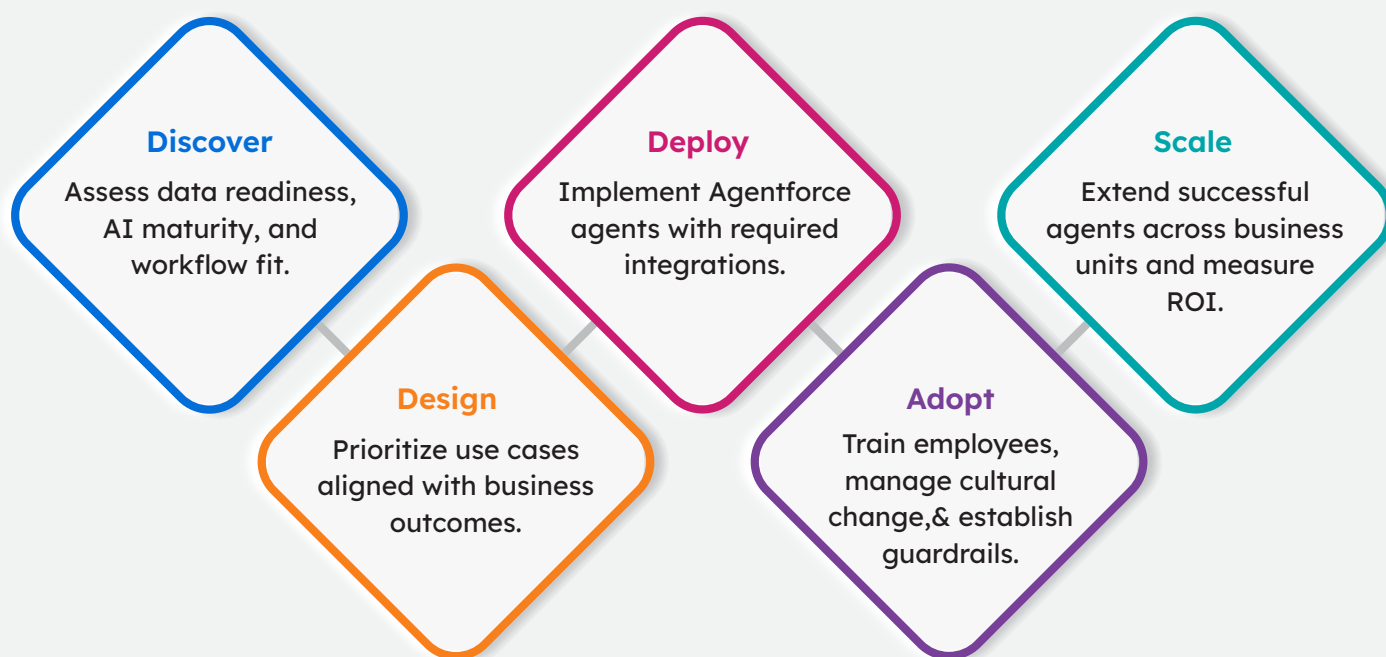 Discover
Assess data readiness,
AI maturity, and
workflow fit.
Design
Prioritize use cases
aligned with business
outcomes.
Deploy
Implement Agentforce
agents with required
integrations.
Adopt
Train employees,
manage cultural
change,& establish
guardrails.
Scale
Extend successful
agents across business
units and measure
ROI.